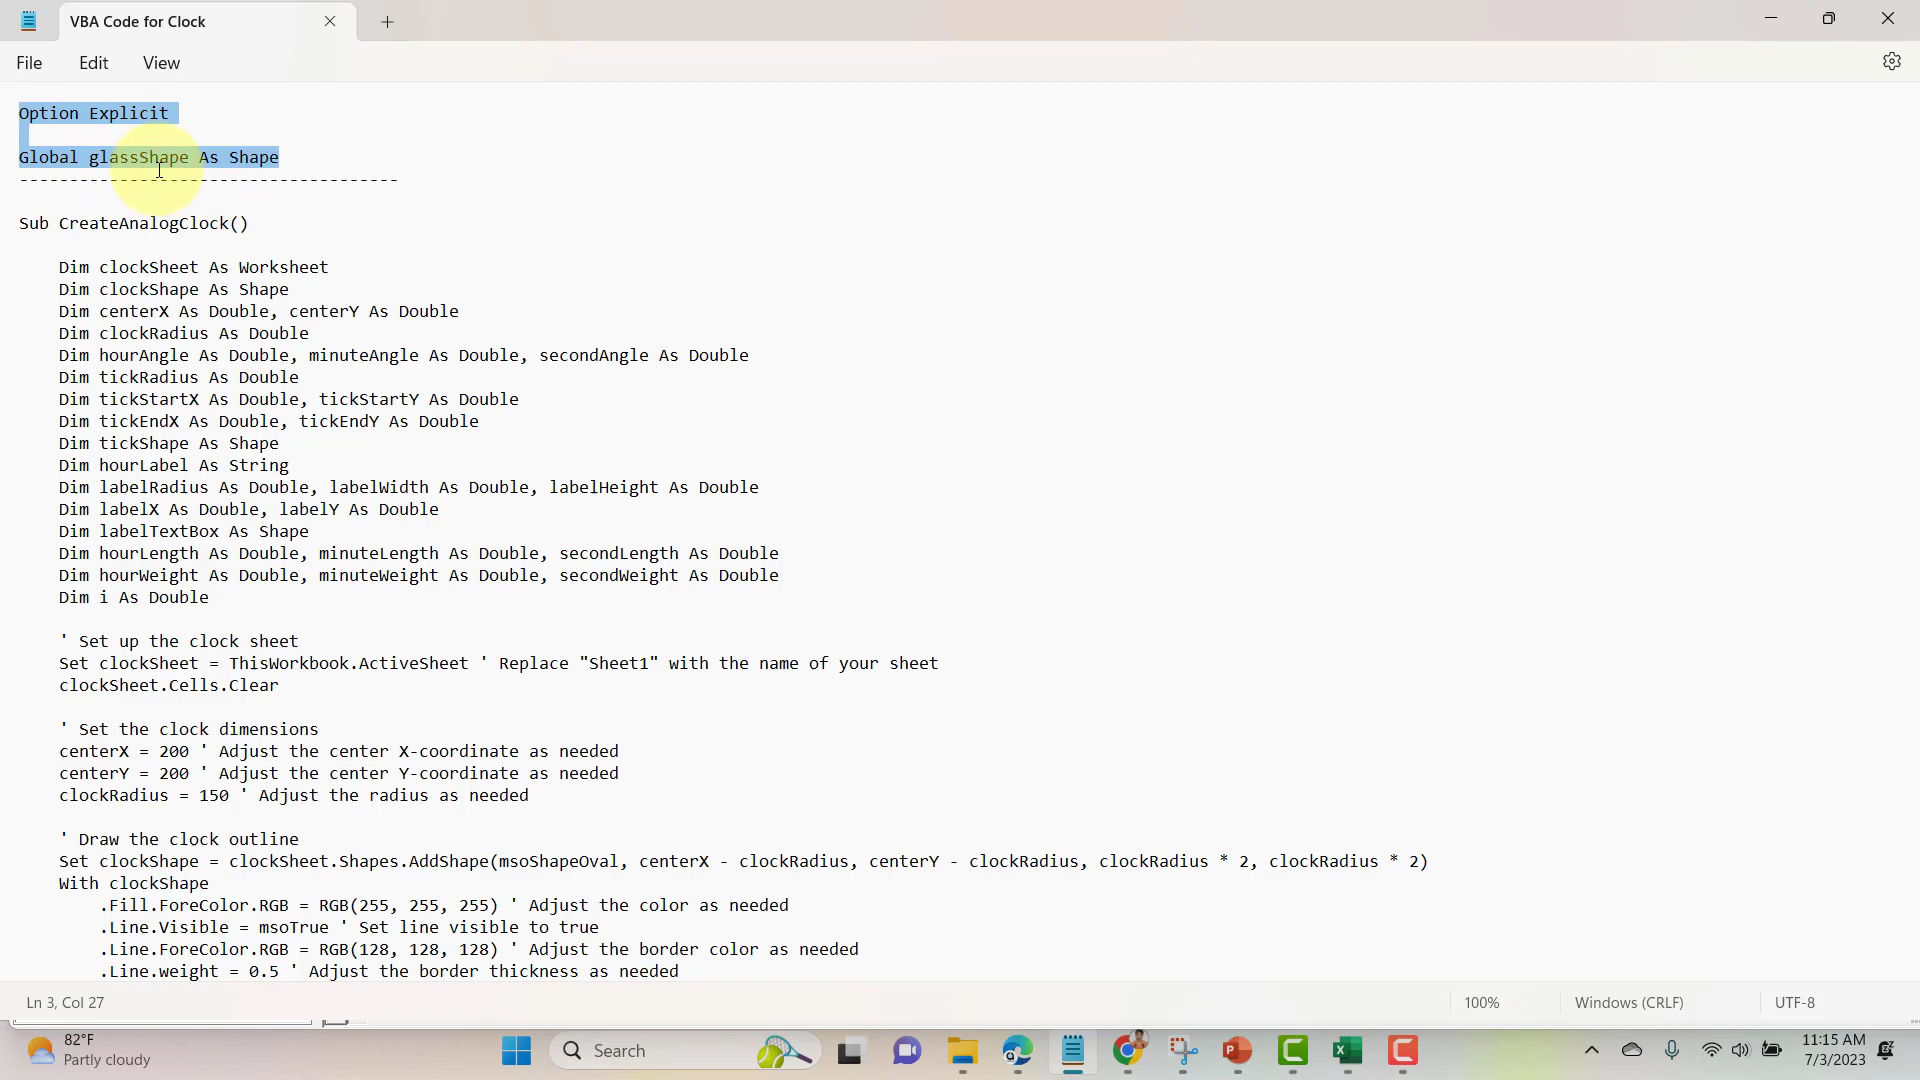 VBA Code for Clock
File Edit View
Option Explicit
Global glassShape As Shape
--------------------------------------
Sub CreateAnalogClock()
Dim clockSheet As Worksheet
Dim clockShape As Shape
Dim centerX As Double, centerY As Double
Dim clockRadius As Double
Dim hourAngle As Double, minuteAngle As Double, secondAngle As Double
Dim tickRadius As Double
Dim tickStartX As Double, tickStartY As Double
Dim tickEndX As Double, tickEndY As Double
Dim tickShape As Shape
Dim hourLabel As String
Dim labelRadius As Double, labelWidth As Double, labelHeight As Double
Dim labelX As Double, labelY As Double
Dim labelTextBox As Shape
Dim hourLength As Double, minuteLength As Double, secondLength As Double
Dim hourWeight As Double, minuteWeight As Double, secondWeight As Double
Dim i As Double
' Set up the clock sheet
Set clockSheet = ThisWorkbook.ActiveSheet ' Replace "Sheet1" with the name of your sheet
clockSheet.Cells.Clear
' Set the clock dimensions
centerX = 200 ' Adjust the center X-coordinate as needed
centerY = 200 ' Adjust the center Y-coordinate as needed
clockRadius = 150 ' Adjust the radius as needed
' Draw the clock outline
Set clockShape = clockSheet.Shapes.AddShape(msoShapeOval, centerX - clockRadius, centerY - clockRadius, clockRadius * 2, clockRadius * 2)
With clockShape
.Fill.ForeColor.RGB = RGB(255, 255, 255) ' Adjust the color as needed
.Line.Visible = msoTrue ' Set line visible to true
.Line.ForeColor.RGB = RGB(128, 128, 128) ' Adjust the border color as needed
.Line.weight = 0.5 ' Adjust the border thickness as needed
Ln 3, Col 27 100% Windows (CRLF) UTF-8
82°F
Partly cloudy
Search
11:15 AM
7/3/2023